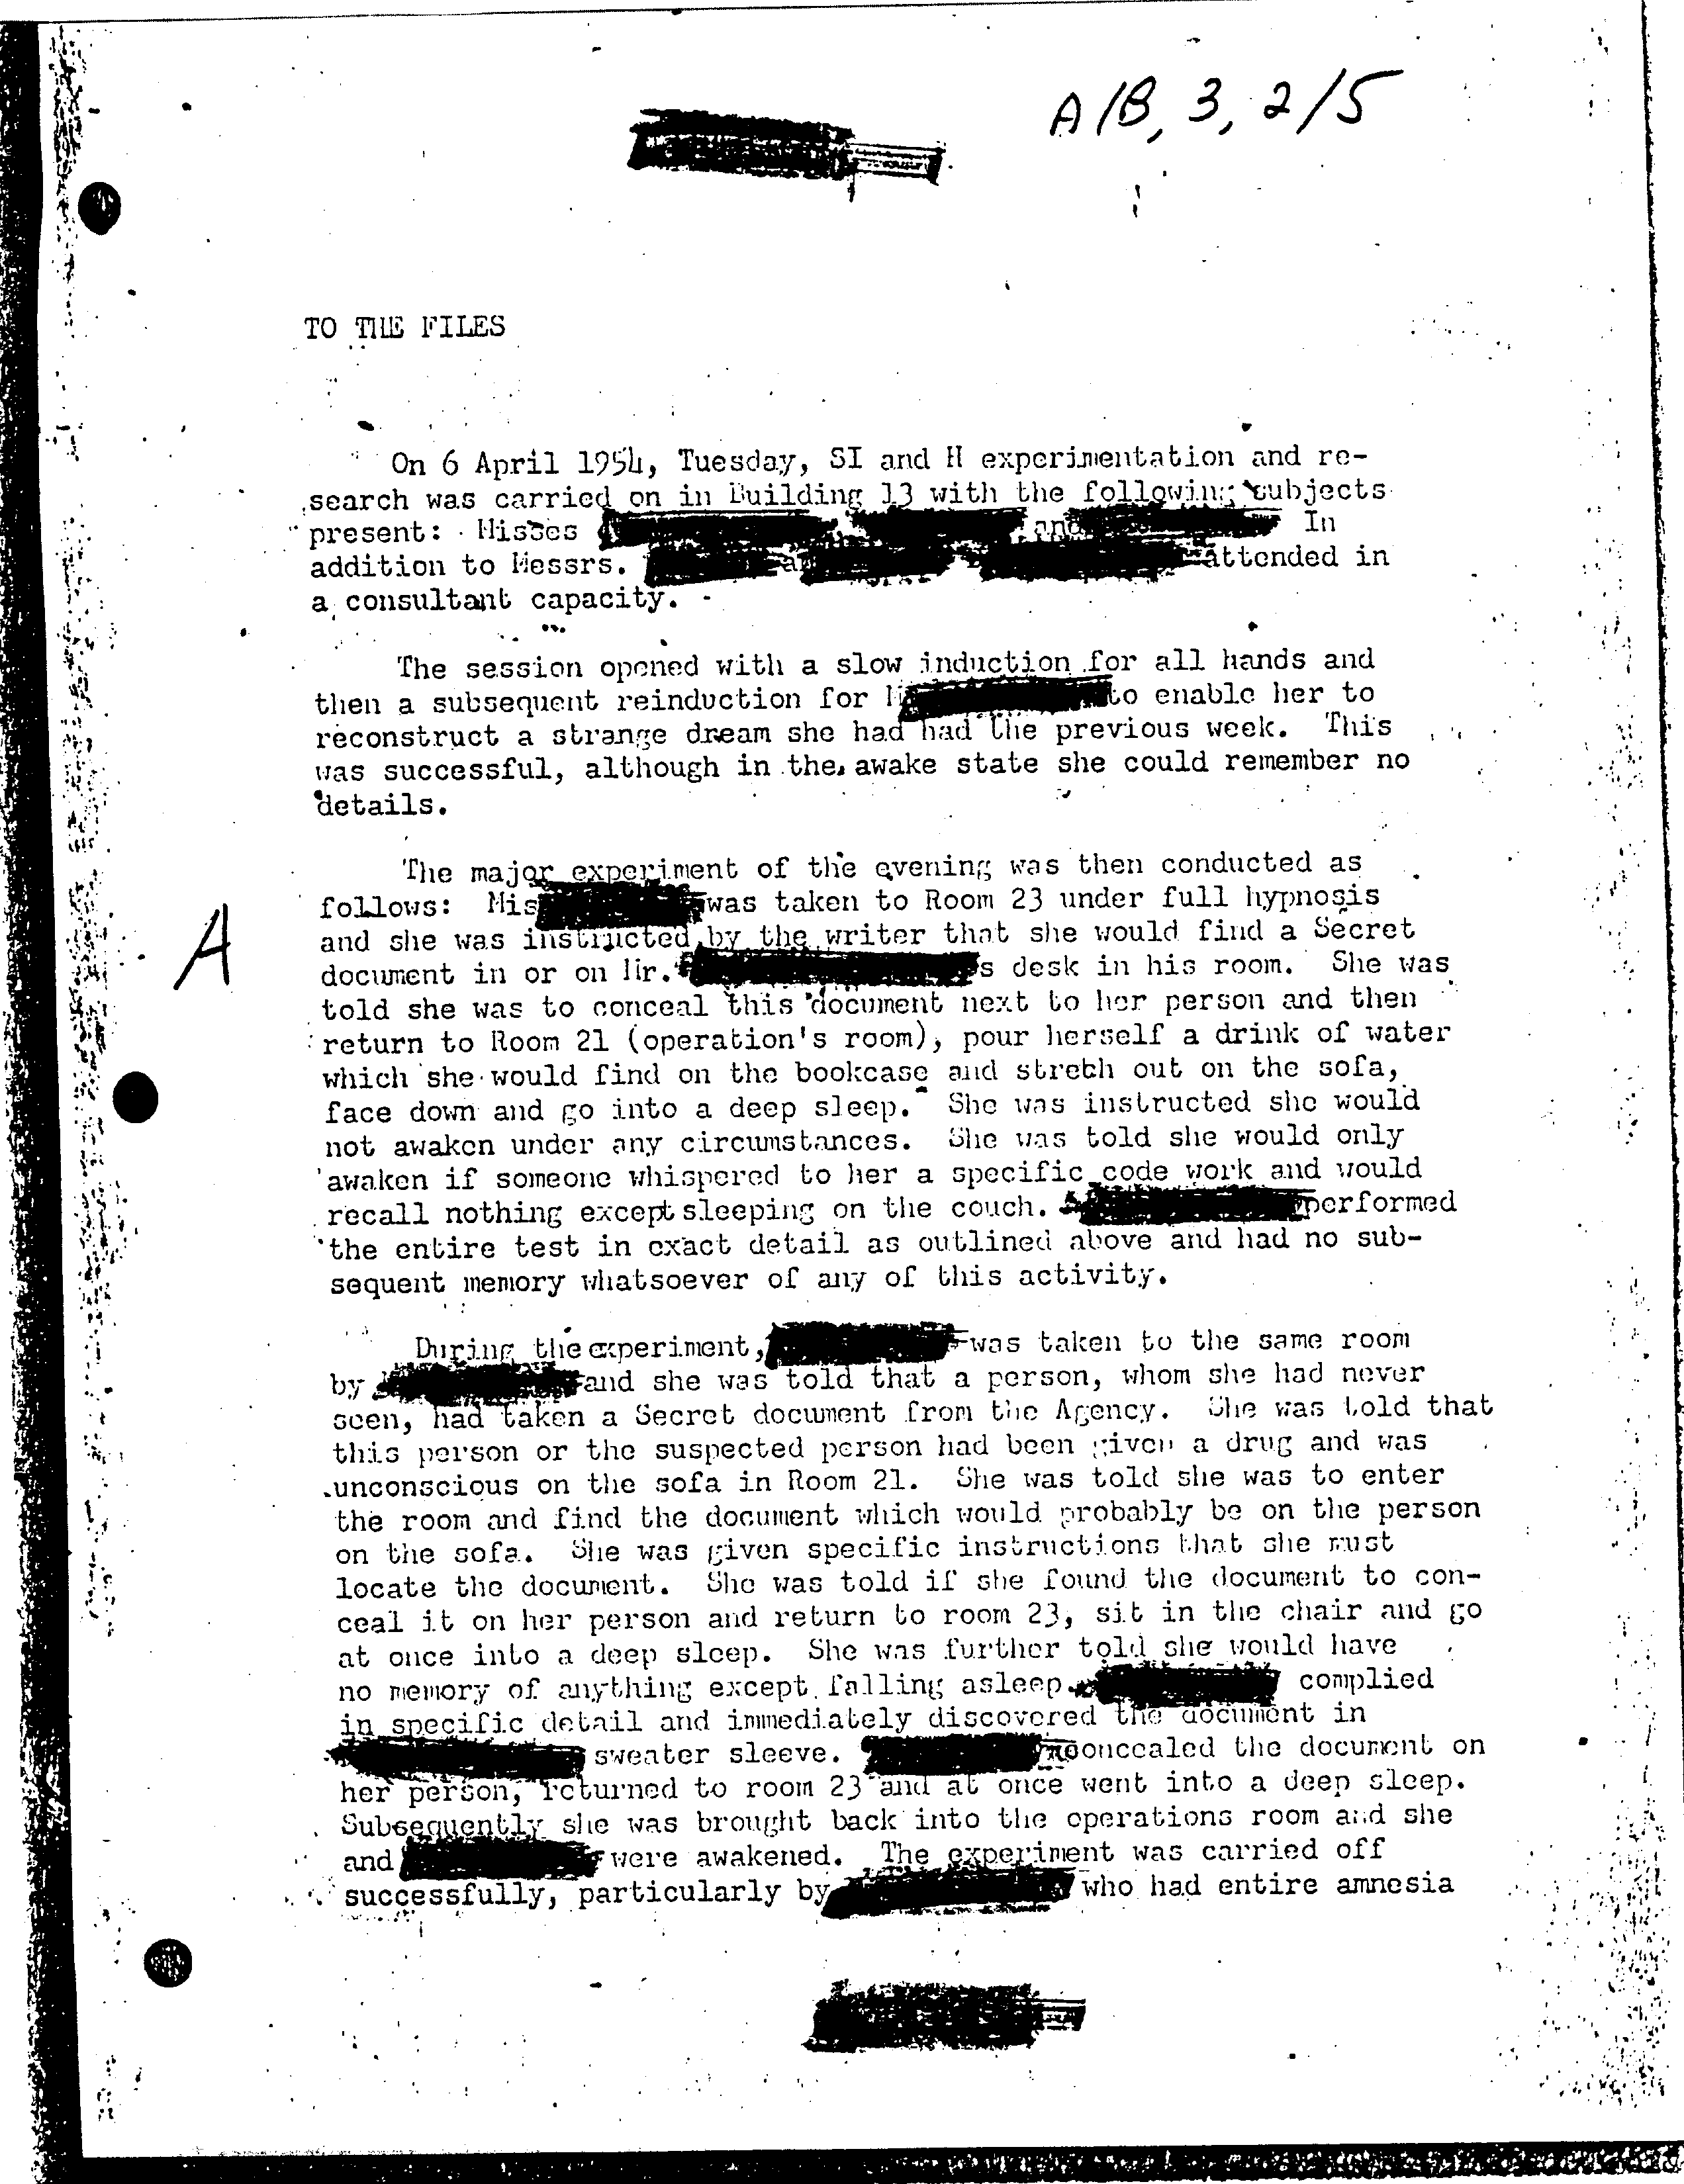 A/B, 3, 2/5
TO THE FILES
On 6 April 1954, Tuesday, SI and H experimentation and re-
search was carried on in Building 13 with the following subjects
present: Misses and In
addition to Messrs. attended in
a consultant capacity.
The session opened with a slow induction for all hands and
then a subsequent reinduction for to enable her to
reconstruct a strange dream she had had the previous week. This
was successful, although in the awake state she could remember no
details.
The major experiment of the evening was then conducted as
follows: Mis was taken to Room 23 under full hypnosis
and she was instructed by the writer that she would find a Secret
document in or on Mr. 's desk in his room. She was
told she was to conceal this document next to her person and then
return to Room 21 (operation's room), pour herself a drink of water
which she would find on the bookcase and stretch out on the sofa,
face down and go into a deep sleep. She was instructed she would
not awaken under any circumstances. She was told she would only
awaken if someone whispered to her a specific code work and would
recall nothing except sleeping on the couch. performed
the entire test in exact detail as outlined above and had no sub-
sequent memory whatsoever of any of this activity.
A
During the experiment, was taken to the same room
by and she was told that a person, whom she had never
seen, had taken a Secret document from the Agency. She was told that
this person or the suspected person had been given a drug and was
unconscious on the sofa in Room 21. She was told she was to enter
the room and find the document which would probably be on the person
on the sofa. She was given specific instructions that she must
locate the document. She was told if she found the document to con-
ceal it on her person and return to room 23, sit in the chair and go
at once into a deep sleep. She was further told she would have
no memory of anything except falling asleep. complied
in specific detail and immediately discovered the document in
sweater sleeve. concealed the document on
her person, returned to room 23 and at once went into a deep sleep.
Subsequently she was brought back into the operations room and she
and were awakened. The experiment was carried off
successfully, particularly by who had entire amnesia